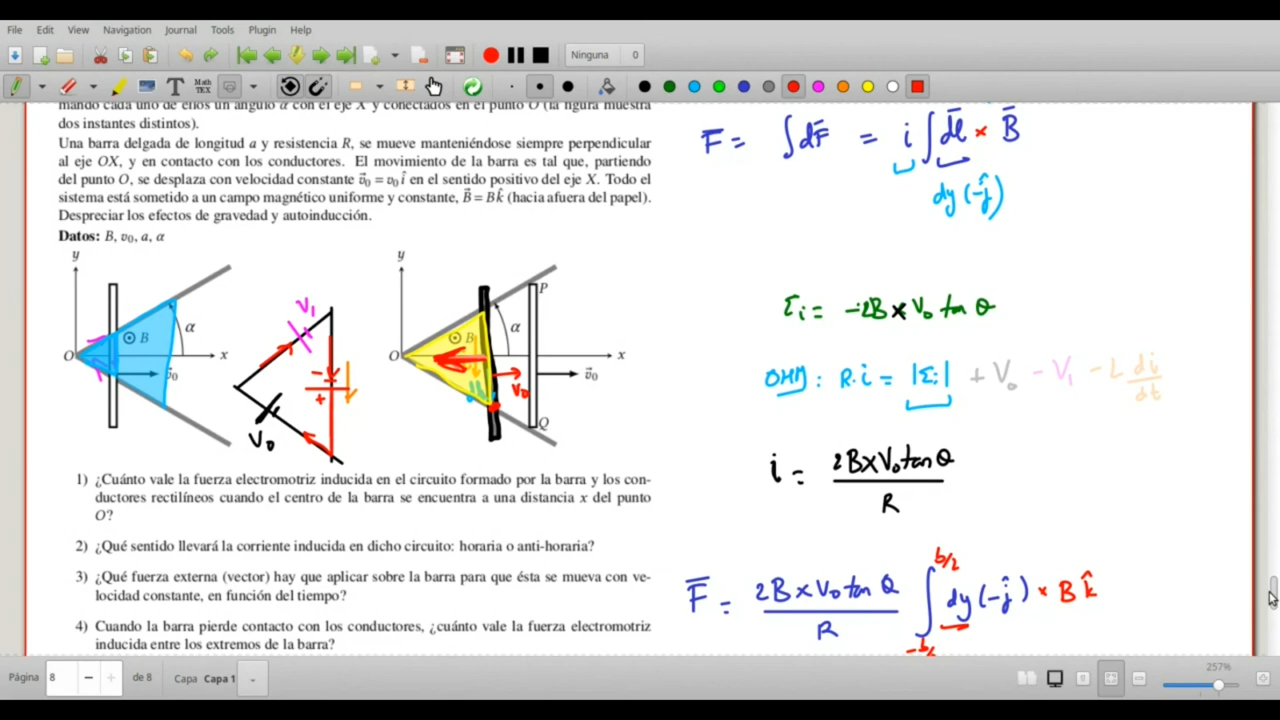 File Edit View Navigation Journal Tools Plugin Help
Ninguna 0
T Math TEX
mando cada uno de ellos un ángulo α con el eje X y conectados en el punto O (la figura muestra
dos instantes distintos).
Una barra delgada de longitud a y resistencia R, se mueve manteniéndose siempre perpendicular
al eje OX, y en contacto con los conductores. El movimiento de la barra es tal que, partiendo
del punto O, se desplaza con velocidad constante v⃗₀ = v₀î en el sentido positivo del eje X. Todo el
sistema está sometido a un campo magnético uniforme y constante, B⃗ = Bk̂ (hacia afuera del papel).
Despreciar los efectos de gravedad y autoinducción.
Datos: B, v₀, a, α
y
O
B
α
x
v⃗₀
V₁
- +
V₀
y
O
B
α
P
x
v⃗₀
V₀
Q
1) ¿Cuánto vale la fuerza electromotriz inducida en el circuito formado por la barra y los con-
ductores rectilíneos cuando el centro de la barra se encuentra a una distancia x del punto
O?
2) ¿Qué sentido llevará la corriente inducida en dicho circuito: horaria o anti-horaria?
3) ¿Qué fuerza externa (vector) hay que aplicar sobre la barra para que ésta se mueva con ve-
locidad constante, en función del tiempo?
4) Cuando la barra pierde contacto con los conductores, ¿cuánto vale la fuerza electromotriz
inducida entre los extremos de la barra?
F̄ = ∫dF̄ = i ∫ dl̄ × B̄
dy(-ĵ)
Σi = -2B x V₀ tan θ
OHM: R·i = |Σi| + V₀ - V₁ - L di/dt
i = 2BxV₀tanθ / R
b/2
F̄ = 2BxV₀tanθ / R ∫ dy(-ĵ) × B k̂
Página 8 de 8 Capa Capa 1 257%